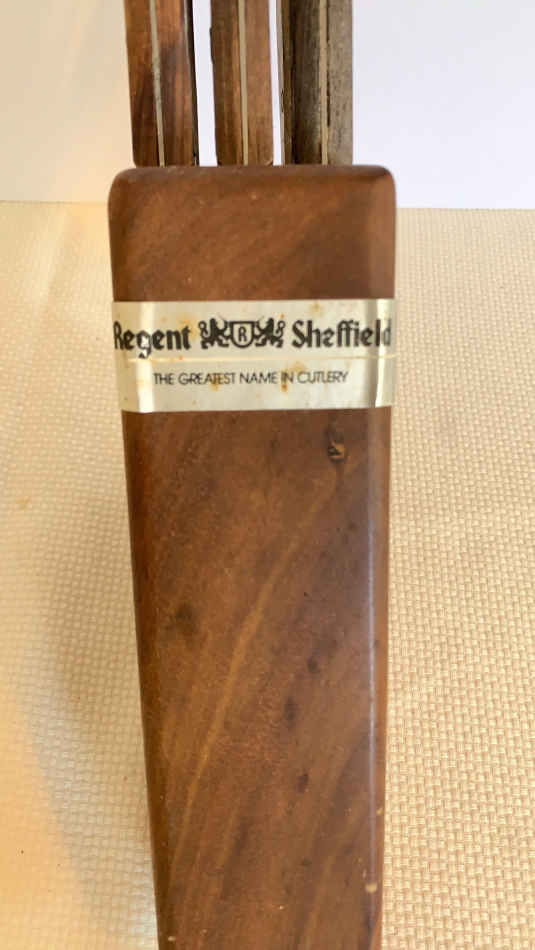 Regent R Sheffield
THE GREATEST NAME IN CUTLERY